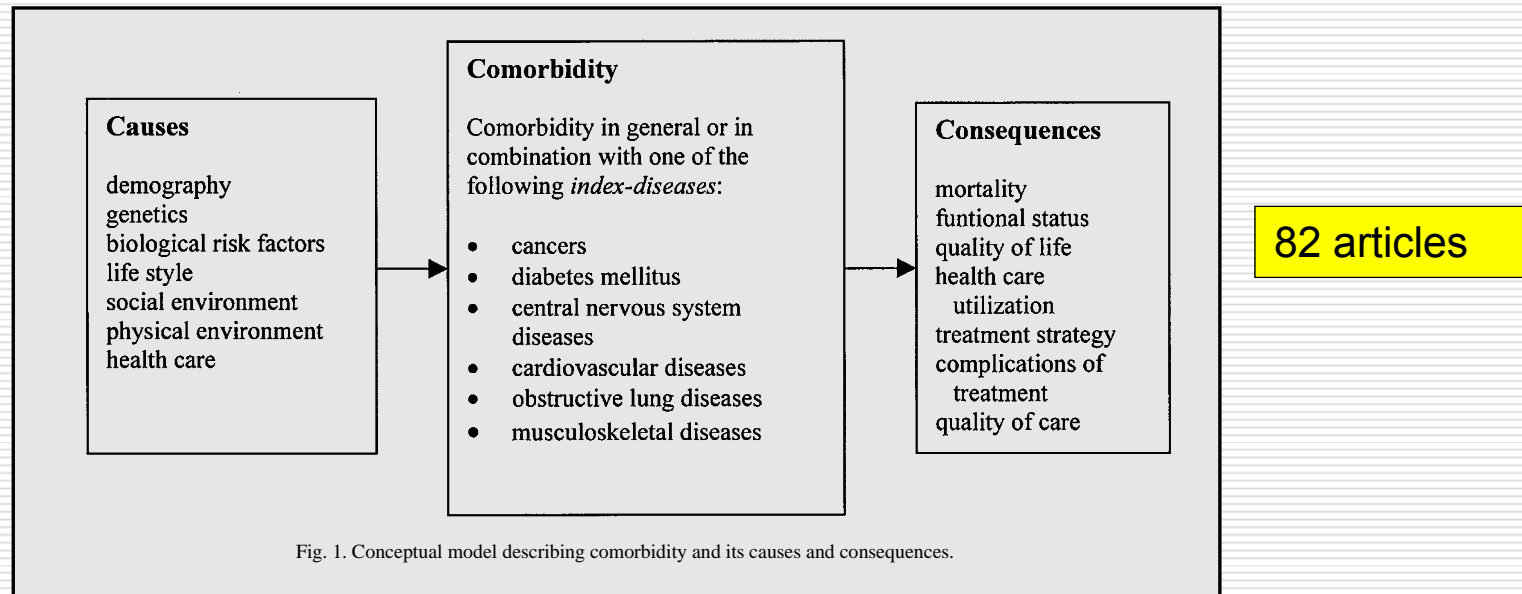 Causes
demography
genetics
biological risk factors
life style
social environment
physical environment
health care
Comorbidity
Comorbidity in general or in
combination with one of the
following index-diseases:
• cancers
• diabetes mellitus
• central nervous system
diseases
• cardiovascular diseases
• obstructive lung diseases
• musculoskeletal diseases
Consequences
mortality
funtional status
quality of life
health care
utilization
treatment strategy
complications of
treatment
quality of care
82 articles
Fig. 1. Conceptual model describing comorbidity and its causes and consequences.